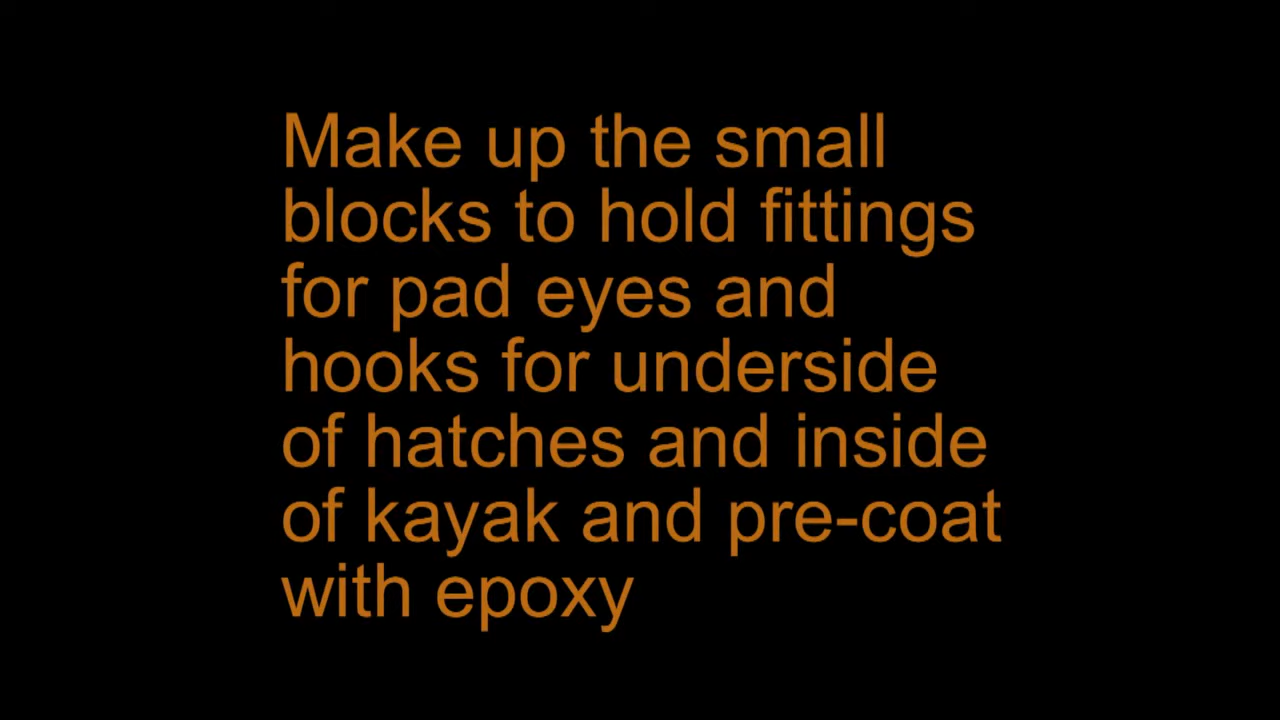 Make up the small
blocks to hold fittings
for pad eyes and
hooks for underside
of hatches and inside
of kayak and pre-coat
with epoxy